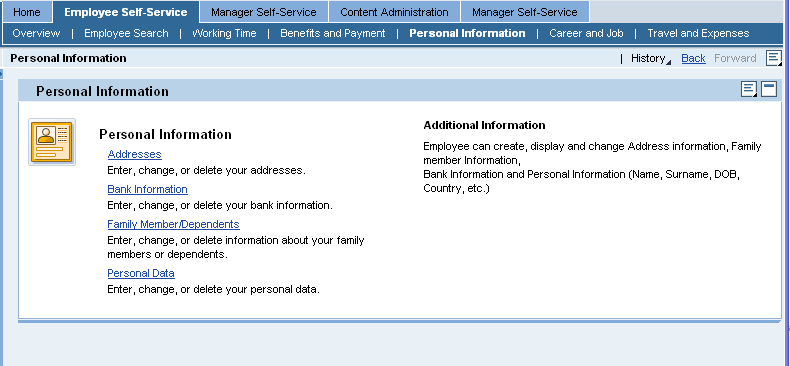 Home Employee Self-Service Manager Self-Service Content Administration Manager Self-Service
Overview | Employee Search | Working Time | Benefits and Payment | Personal Information | Career and Job | Travel and Expenses
Personal Information | History Back Forward
Personal Information
Personal Information
Addresses
Enter, change, or delete your addresses.
Bank Information
Enter, change, or delete your bank information.
Family Member/Dependents
Enter, change, or delete information about your family
members or dependents.
Personal Data
Enter, change, or delete your personal data.
Additional Information
Employee can create, display and change Address information, Family
member Information,
Bank Information and Personal Information (Name, Surname, DOB,
Country, etc.)